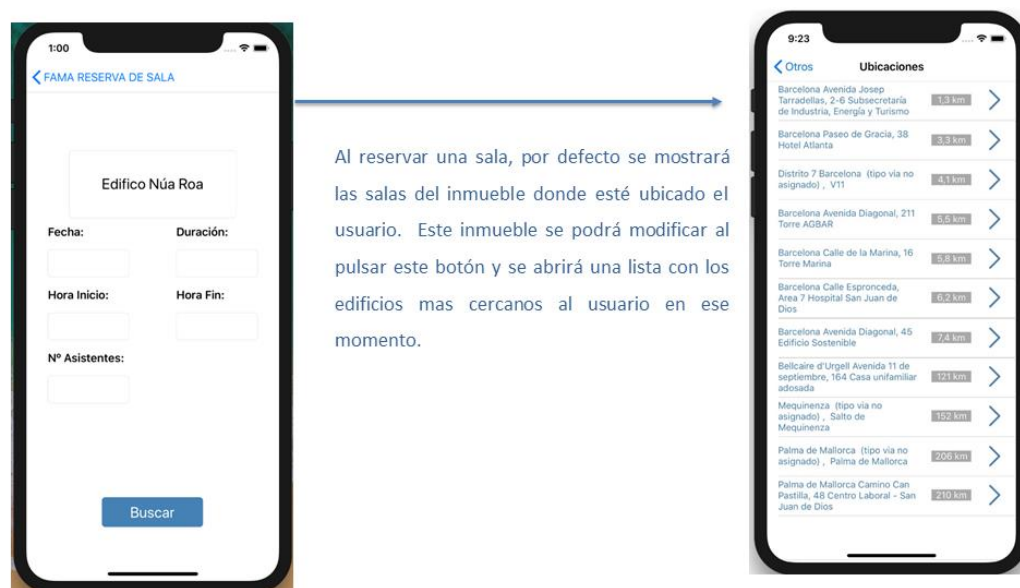 1:00
FAMA RESERVA DE SALA
Edifico Núa Roa
Fecha:
Duración:
Hora Inicio:
Hora Fin:
Nº Asistentes:
Buscar
Al reservar una sala, por defecto se mostrará
las salas del inmueble donde esté ubicado el
usuario. Este inmueble se podrá modificar al
pulsar este botón y se abrirá una lista con los
edificios mas cercanos al usuario en ese
momento.
9:23
Otros
Ubicaciones
Barcelona Avenida Josep
Tarradellas, 2-6 Subsecretaría
de Industria, Energía y Turismo
1,3 km
Barcelona Paseo de Gracia, 38
Hotel Atlanta
3,3 km
Distrito 7 Barcelona (tipo via no
asignado) , V11
4,1 km
Barcelona Avenida Diagonal, 211
Torre AGBAR
5,5 km
Barcelona Calle de la Marina, 16
Torre Marina
5,8 km
Barcelona Calle Espronceda,
Area 7 Hospital San Juan de
Dios
6,2 km
Barcelona Avenida Diagonal, 45
Edificio Sostenible
7,4 km
Bellcaire d'Urgell Avenida 11 de
septiembre, 164 Casa unifamiliar
adosada
121 km
Mequinenza (tipo via no
asignado) , Salto de
Mequinenza
152 km
Palma de Mallorca (tipo via no
asignado) , Palma de Mallorca
206 km
Palma de Mallorca Camino Can
Pastilla, 48 Centro Laboral - San
Juan de Dios
210 km